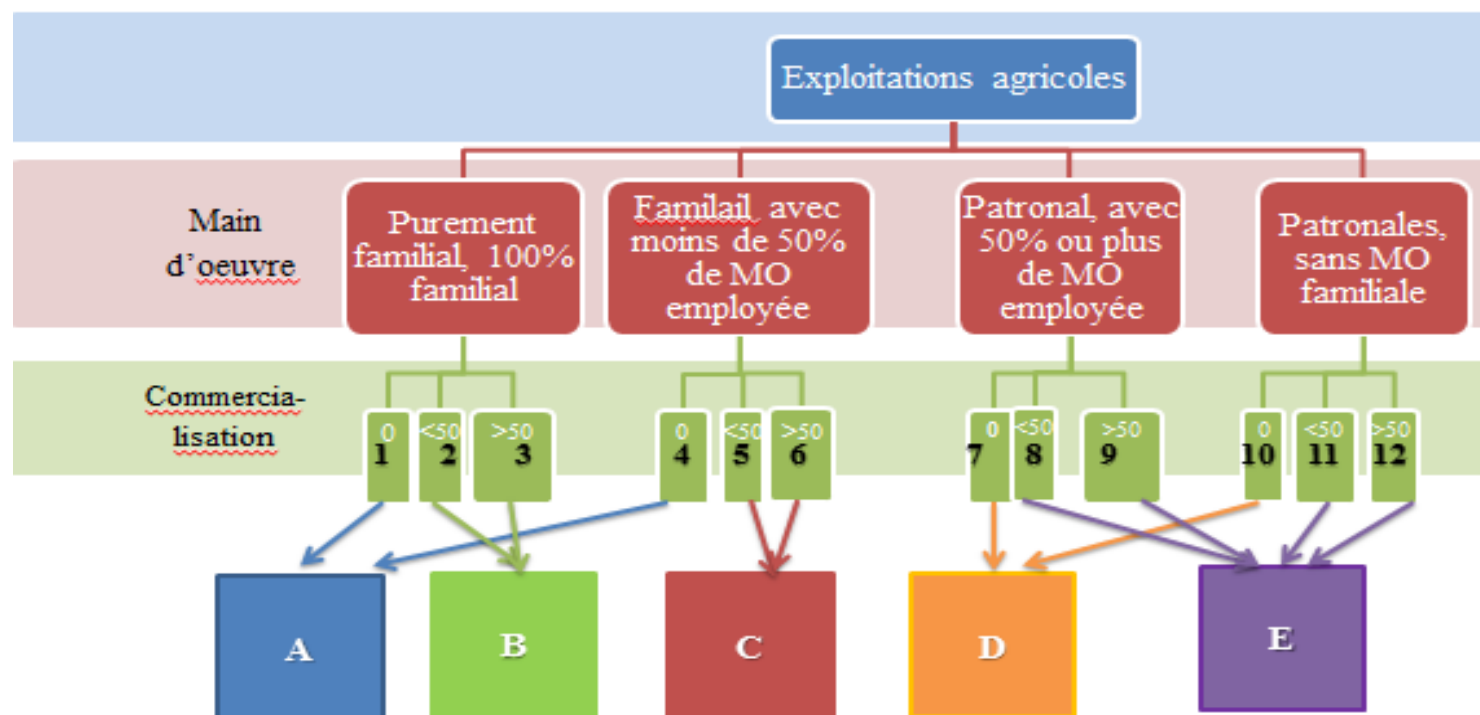 Exploitations agricoles
Main
d’oeuvre
Purement
familial, 100%
familial
Familail avec
moins de 50%
de MO
employée
Patronal, avec
50% ou plus
de MO
employée
Patronales,
sans MO
familiale
Commercia-
lisation
0
1
<50
2
>50
3
0
4
<50
5
>50
6
0
7
<50
8
>50
9
0
10
<50
11
>50
12
A
B
C
D
E